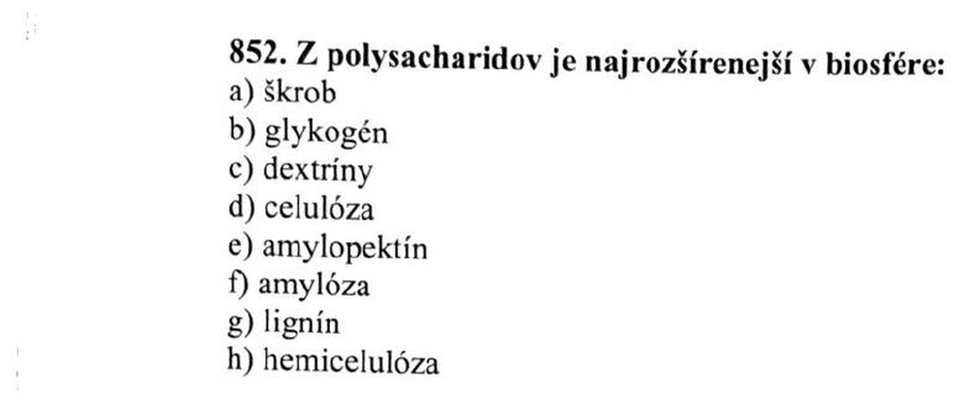 852. Z polysacharidov je najrozšírenejší v biosfére:
a) škrob
b) glykogén
c) dextríny
d) celulóza
e) amylopektín
f) amylóza
g) lignín
h) hemicelulóza